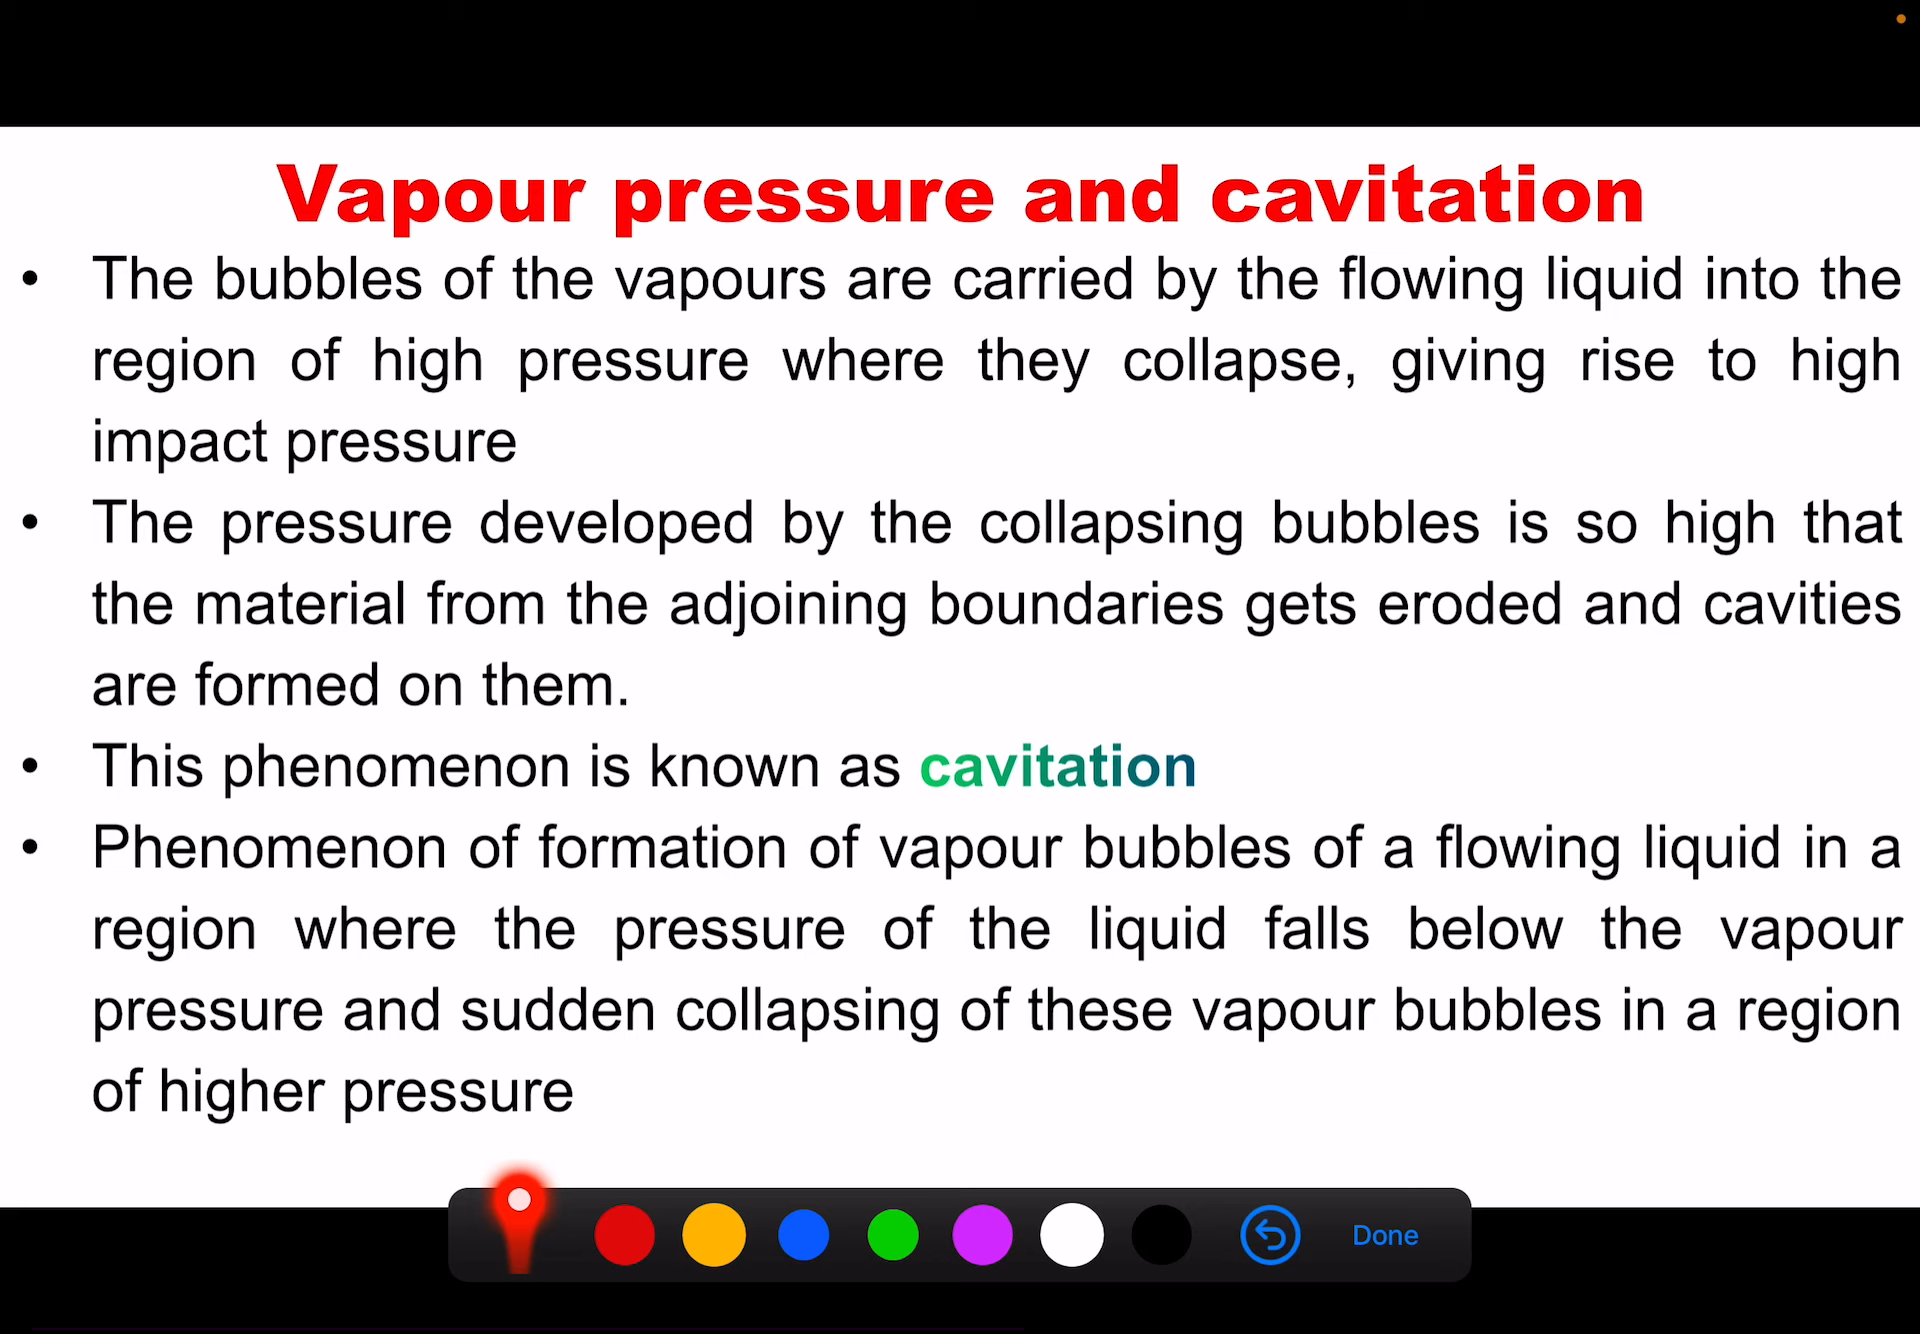 Vapour pressure and cavitation
• The bubbles of the vapours are carried by the flowing liquid into the
region of high pressure where they collapse, giving rise to high
impact pressure
• The pressure developed by the collapsing bubbles is so high that
the material from the adjoining boundaries gets eroded and cavities
are formed on them.
• This phenomenon is known as cavitation
• Phenomenon of formation of vapour bubbles of a flowing liquid in a
region where the pressure of the liquid falls below the vapour
pressure and sudden collapsing of these vapour bubbles in a region
of higher pressure
Done